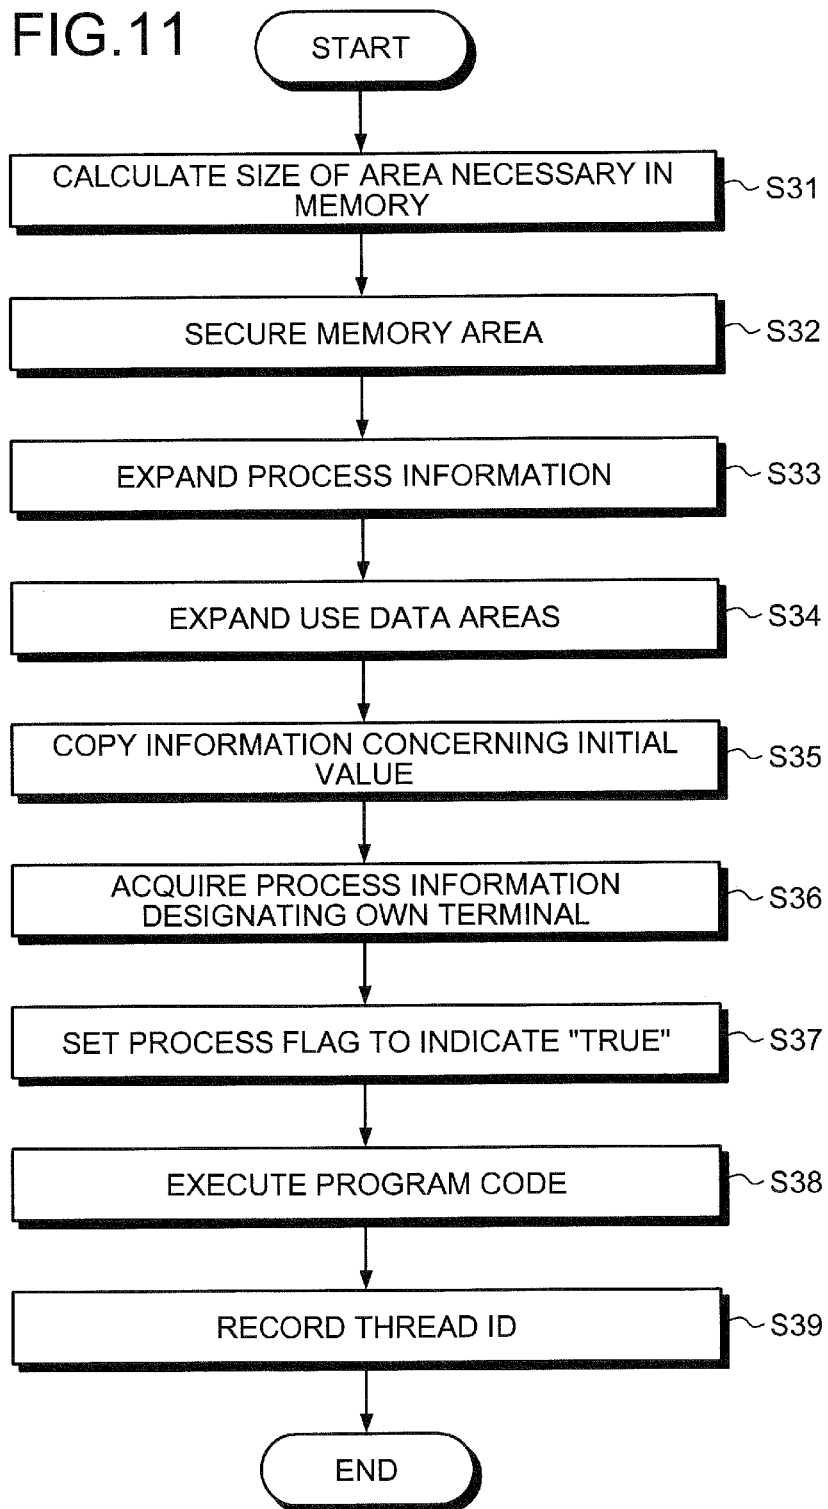 FIG.11
START
CALCULATE SIZE OF AREA NECESSARY IN
MEMORY
S31
SECURE MEMORY AREA
S32
EXPAND PROCESS INFORMATION
S33
EXPAND USE DATA AREAS
S34
COPY INFORMATION CONCERNING INITIAL
VALUE
S35
ACQUIRE PROCESS INFORMATION
DESIGNATING OWN TERMINAL
S36
SET PROCESS FLAG TO INDICATE "TRUE"
S37
EXECUTE PROGRAM CODE
S38
RECORD THREAD ID
S39
END